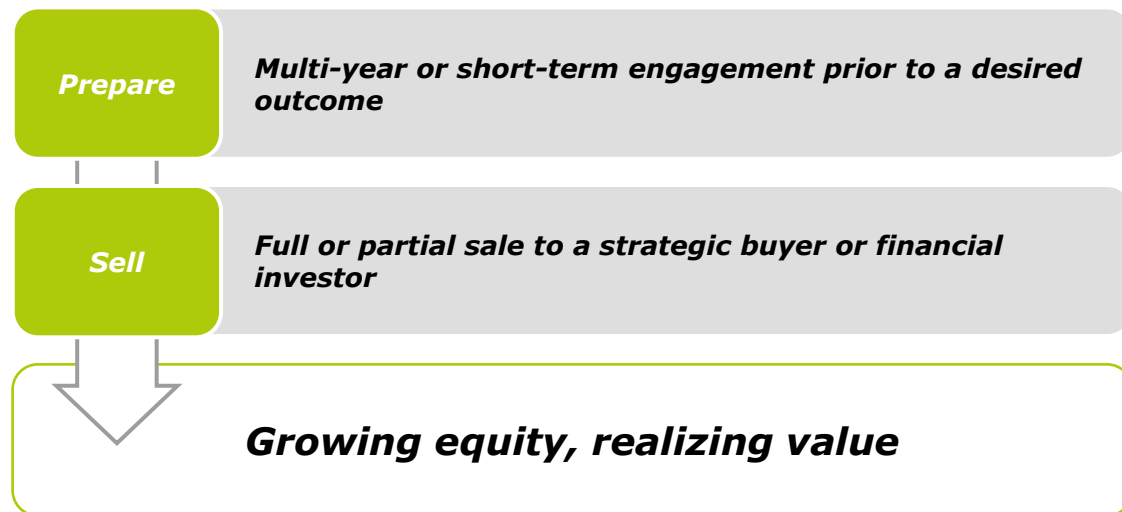 Prepare
Multi-year or short-term engagement prior to a desired
outcome
Sell
Full or partial sale to a strategic buyer or financial
investor
Growing equity, realizing value